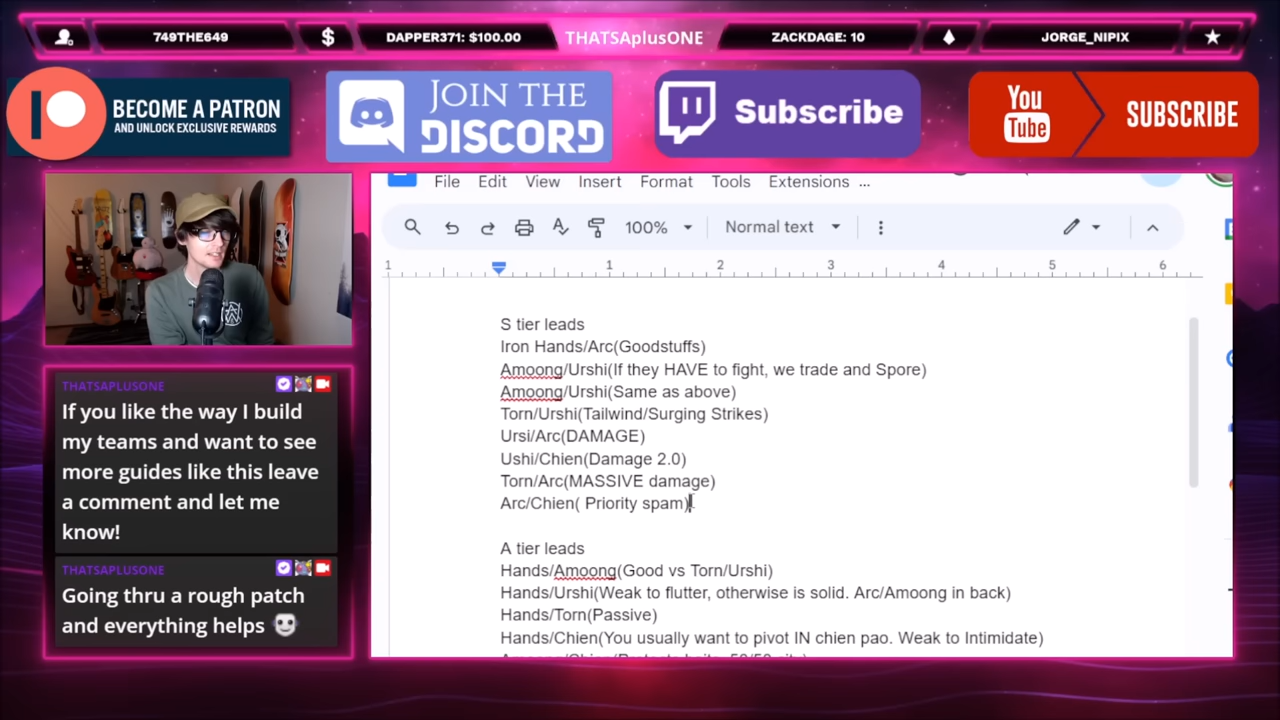 749THE649
$
DAPPER371: $100.00
THATSAplusONE
ZACKDAGE: 10
JORGE_NIPIX
BECOME A PATRON
AND UNLOCK EXCLUSIVE REWARDS
JOIN THE
DISCORD
Subscribe
You
Tube
SUBSCRIBE
File Edit View Insert Format Tools Extensions ...
100% Normal text
1 1 2 3 4 5 6
S tier leads
Iron Hands/Arc(Goodstuffs)
Amoong/Urshi(If they HAVE to fight, we trade and Spore)
Amoong/Urshi(Same as above)
Torn/Urshi(Tailwind/Surging Strikes)
Ursi/Arc(DAMAGE)
Ushi/Chien(Damage 2.0)
Torn/Arc(MASSIVE damage)
Arc/Chien( Priority spam)
A tier leads
Hands/Amoong(Good vs Torn/Urshi)
Hands/Urshi(Weak to flutter, otherwise is solid. Arc/Amoong in back)
Hands/Torn(Passive)
Hands/Chien(You usually want to pivot IN chien pao. Weak to Intimidate)
THATSAPLUSONE
If you like the way I build
my teams and want to see
more guides like this leave
a comment and let me
know!
THATSAPLUSONE
Going thru a rough patch
and everything helps